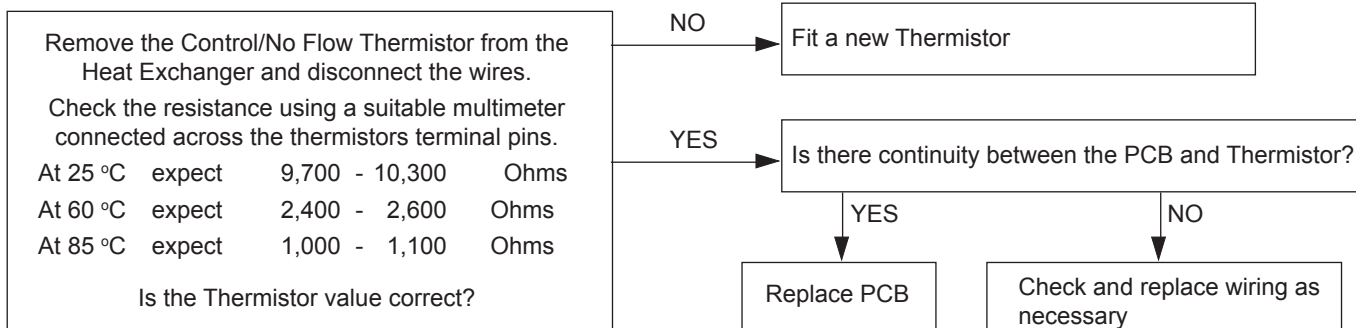 Remove the Control/No Flow Thermistor from the
Heat Exchanger and disconnect the wires.
Check the resistance using a suitable multimeter
connected across the thermistors terminal pins.
At 25 °C expect 9,700 - 10,300 Ohms
At 60 °C expect 2,400 - 2,600 Ohms
At 85 °C expect 1,000 - 1,100 Ohms
Is the Thermistor value correct?
NO
Fit a new Thermistor
YES
Is there continuity between the PCB and Thermistor?
YES
NO
Replace PCB
Check and replace wiring as
necessary